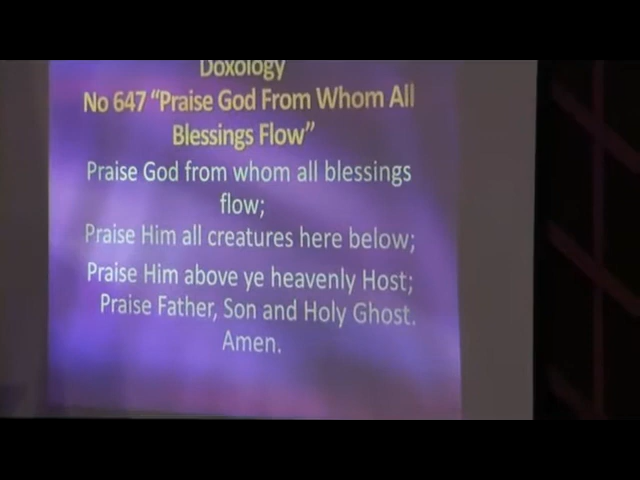 Doxology
No 647 “Praise God From Whom All
Blessings Flow”
Praise God from whom all blessings
flow;
Praise Him all creatures here below;
Praise Him above ye heavenly Host;
Praise Father, Son and Holy Ghost.
Amen.